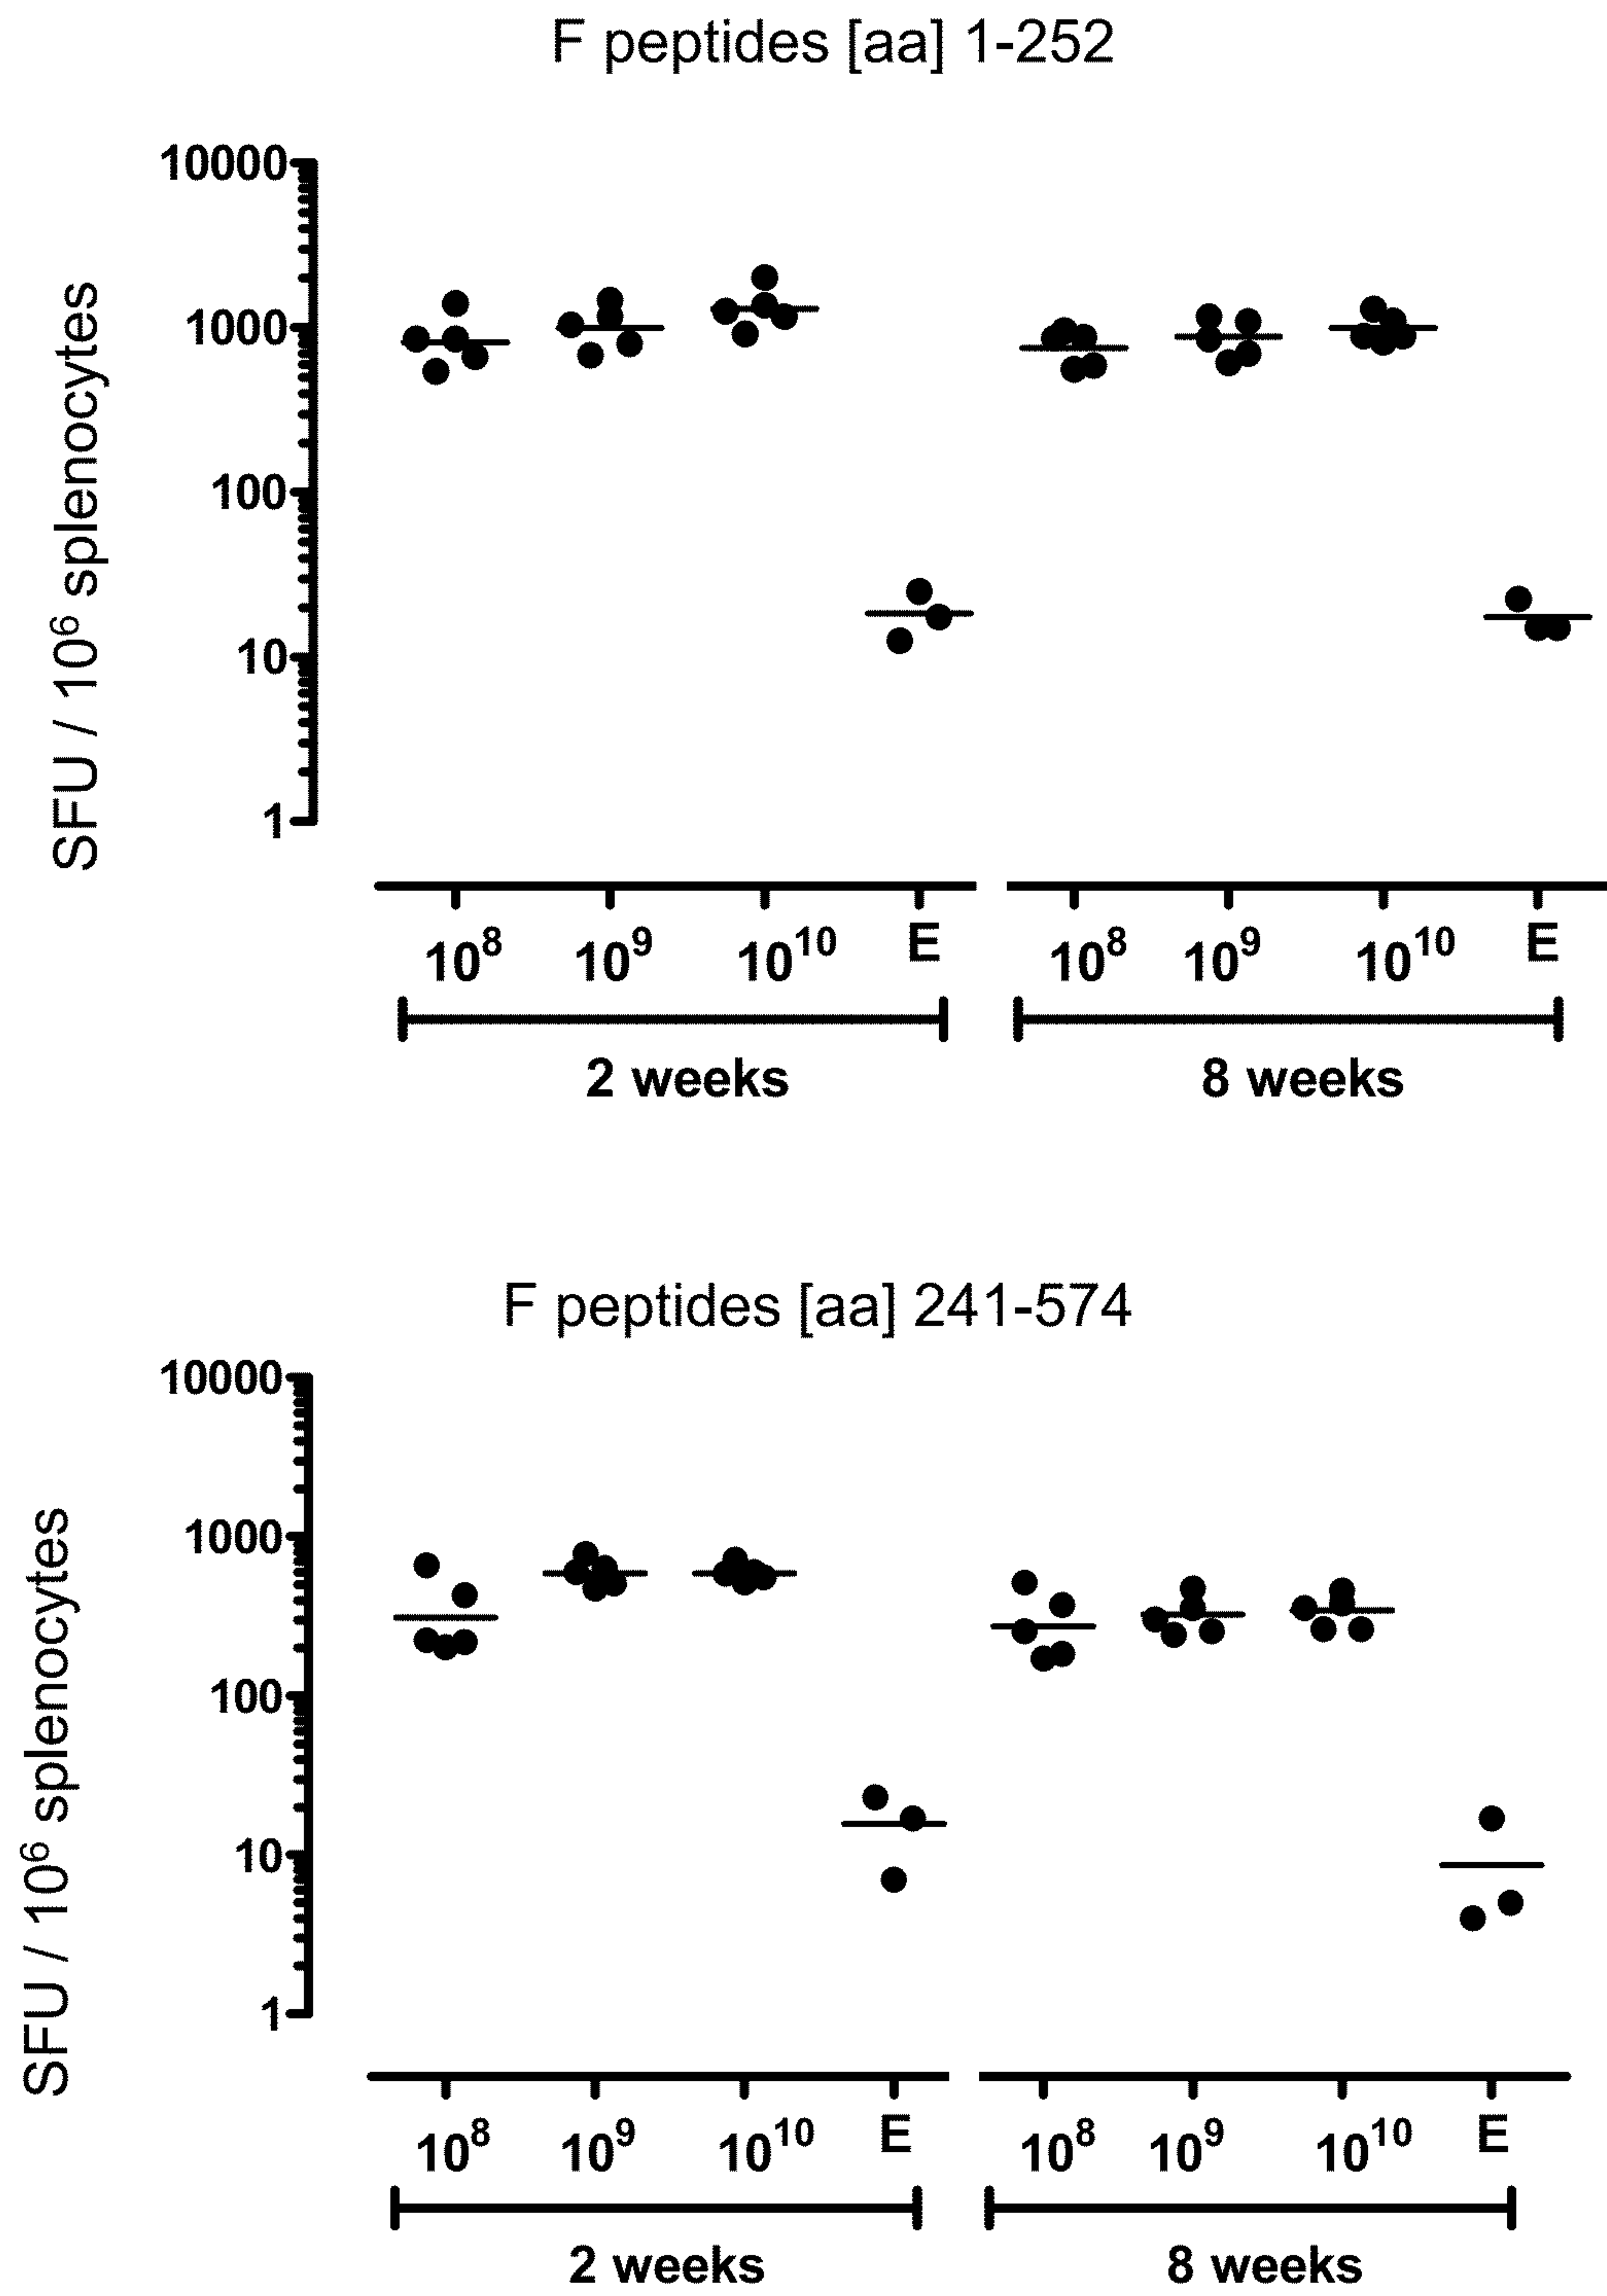 F peptides [aa] 1-252
SFU / 10⁶ splenocytes
10000
1000
100
10
1
10⁸ 10⁹ 10¹⁰ E 10⁸ 10⁹ 10¹⁰ E
2 weeks 8 weeks
F peptides [aa] 241-574
SFU / 10⁶ splenocytes
10000
1000
100
10
1
10⁸ 10⁹ 10¹⁰ E 10⁸ 10⁹ 10¹⁰ E
2 weeks 8 weeks